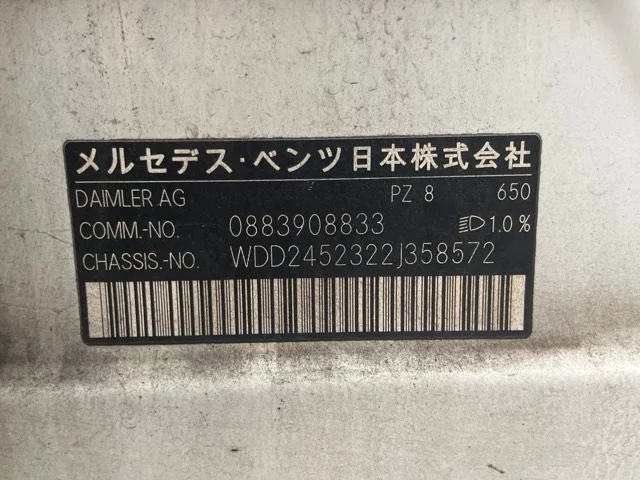 メルセデス・ベンツ日本株式会社
DAIMLER AG PZ 8 650
COMM.-NO. 0883908833 1.0%
CHASSIS.-NO. WDD2452322J358572